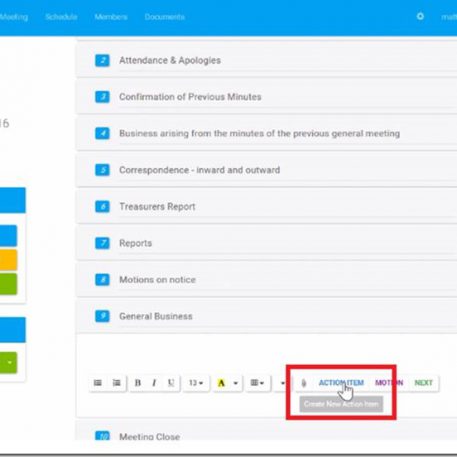 Meeting Schedule Members Documents matt
16
2 Attendance & Apologies
3 Confirmation of Previous Minutes
4 Business arising from the minutes of the previous general meeting
5 Correspondence - inward and outward
6 Treasurers Report
7 Reports
8 Motions on notice
9 General Business
B I U 13 A ACTION ITEM MOTION NEXT
Create New Action Item
10 Meeting Close